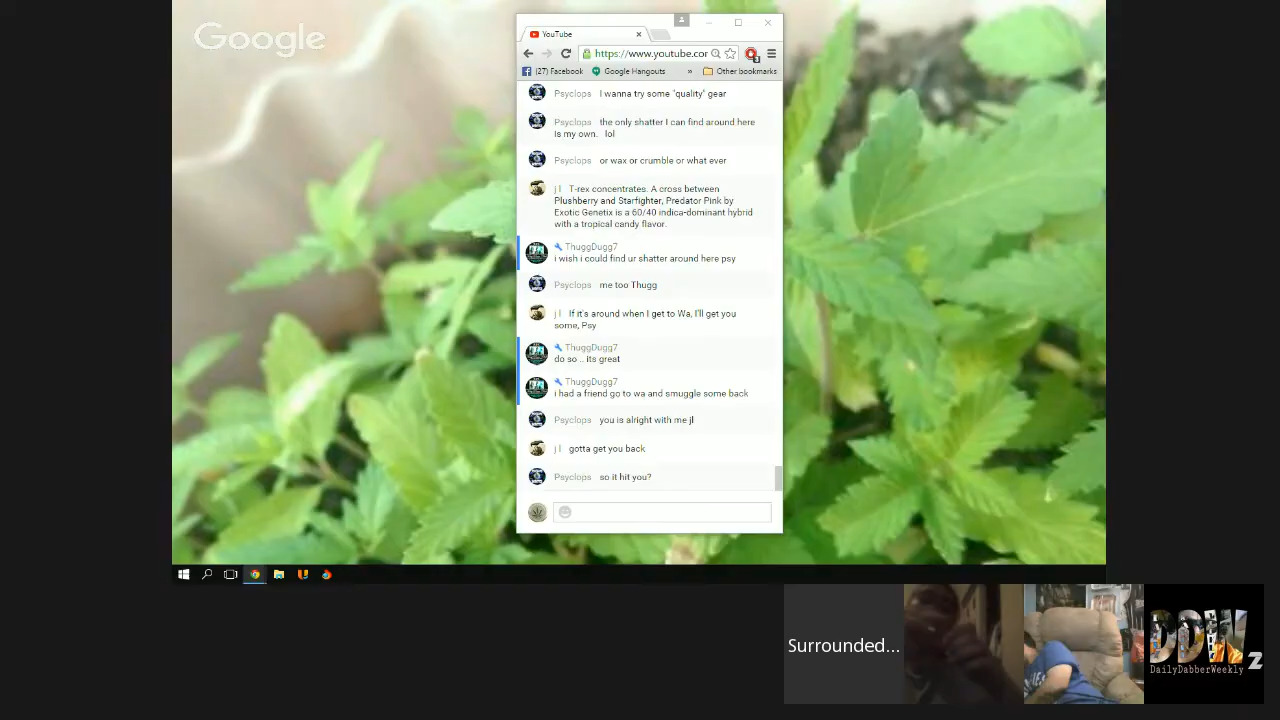 Google
YouTube
https://www.youtube.cor
(27) Facebook
Google Hangouts
»
Other bookmarks
Psyclops I wanna try some "quality" gear
Psyclops the only shatter I can find around here
is my own. lol
Psyclops or wax or crumble or what ever
j l T-rex concentrates. A cross between
Plushberry and Starfighter, Predator Pink by
Exotic Genetix is a 60/40 indica-dominant hybrid
with a tropical candy flavor.
ThuggDugg7
i wish i could find ur shatter around here psy
Psyclops me too Thugg
j l If it's around when I get to Wa, I'll get you
some, Psy
ThuggDugg7
do so .. its great
ThuggDugg7
i had a friend go to wa and smuggle some back
Psyclops you is alright with me jl
j l gotta get you back
Psyclops so it hit you?
Surrounded...
DDW
z
DailyDabberWeekly